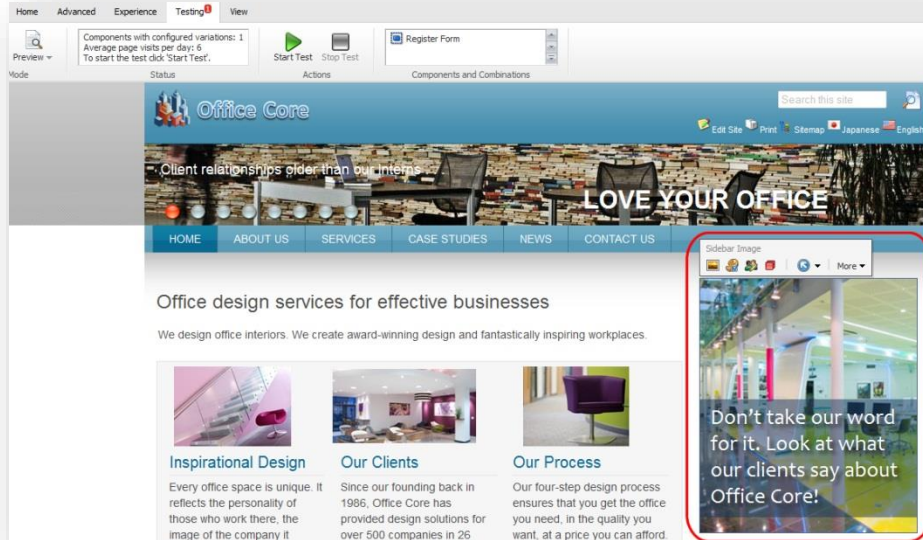 Home Advanced Experience Testing 1 View
Components with configured variations: 1
Average page visits per day: 6
To start the test click 'Start Test'.
Preview
Start Test Stop Test
Register Form
Mode Status Actions Components and Combinations
Office Core
Search this site
Edit Site Print Sitemap Japanese English
Client relationships older than our interns
LOVE YOUR OFFICE
HOME ABOUT US SERVICES CASE STUDIES NEWS CONTACT US
Sidebar Image
More
Office design services for effective businesses
We design office interiors. We create award-winning design and fantastically inspiring workplaces.
Don't take our word
for it. Look at what
our clients say about
Office Core!
Inspirational Design
Every office space is unique. It
reflects the personality of
those who work there, the
image of the company it
Our Clients
Since our founding back in
1986, Office Core has
provided design solutions for
over 500 companies in 26
Our Process
Our four-step design process
ensures that you get the office
you need, in the quality you
want, at a price you can afford.